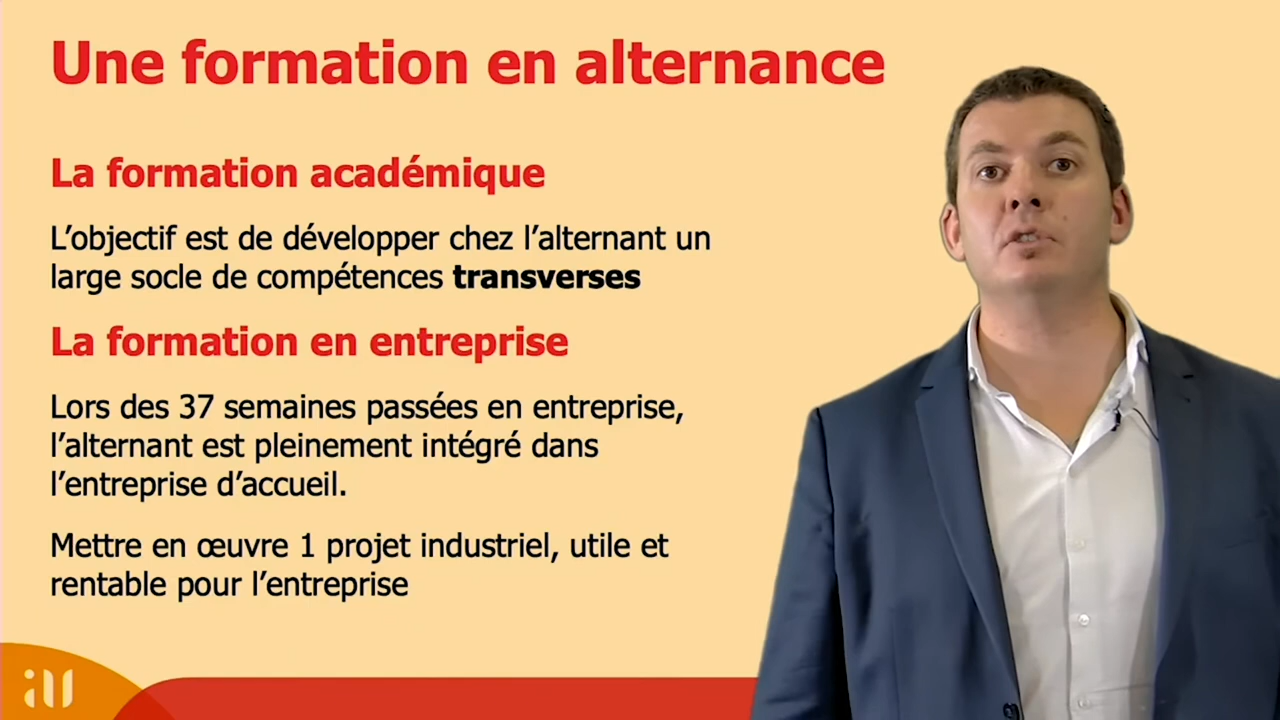 Une formation en alternance
La formation académique
L’objectif est de développer chez l’alternant un
large socle de compétences transverses
La formation en entreprise
Lors des 37 semaines passées en entreprise,
l’alternant est pleinement intégré dans
l’entreprise d’accueil.
Mettre en œuvre 1 projet industriel, utile et
rentable pour l’entreprise